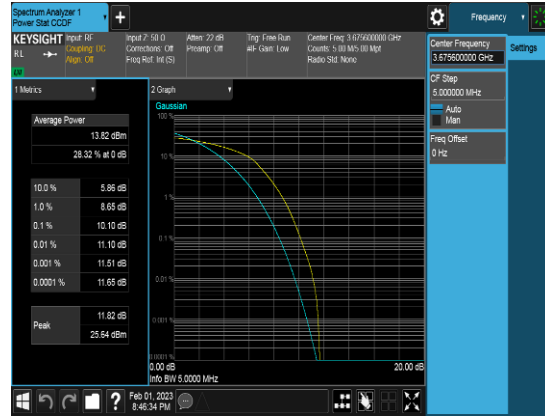 Spectrum Analyzer 1
Power Stat CCDF
Frequency
KEYSIGHT
RL
LNI
Input: RF
Coupling: DC
Align: Off
Input Z: 50 Ω
Corrections: Off
Freq Ref: Int (S)
Atten: 22 dB
Preamp: Off
Trig: Free Run
#IF Gain: Low
Center Freq: 3.675600000 GHz
Counts: 5.00 M/5.00 Mpt
Radio Std: None
Center Frequency
3.675600000 GHz
Settings
CF Step
5.000000 MHz
Auto
Man
Freq Offset
0 Hz
1 Metrics
2 Graph
Gaussian
Average Power
13.82 dBm
28.32 % at 0 dB
10.0 % 5.86 dB
1.0 % 8.65 dB
0.1 % 10.10 dB
0.01 % 11.10 dB
0.001 % 11.51 dB
0.0001 % 11.65 dB
Peak
11.82 dB
25.64 dBm
100 %
10 %
1 %
0.1 %
0.01 %
0.001 %
0.0001 %
0.00 dB
20.00 dB
Info BW 5.0000 MHz
Feb 01, 2023
8:46:34 PM